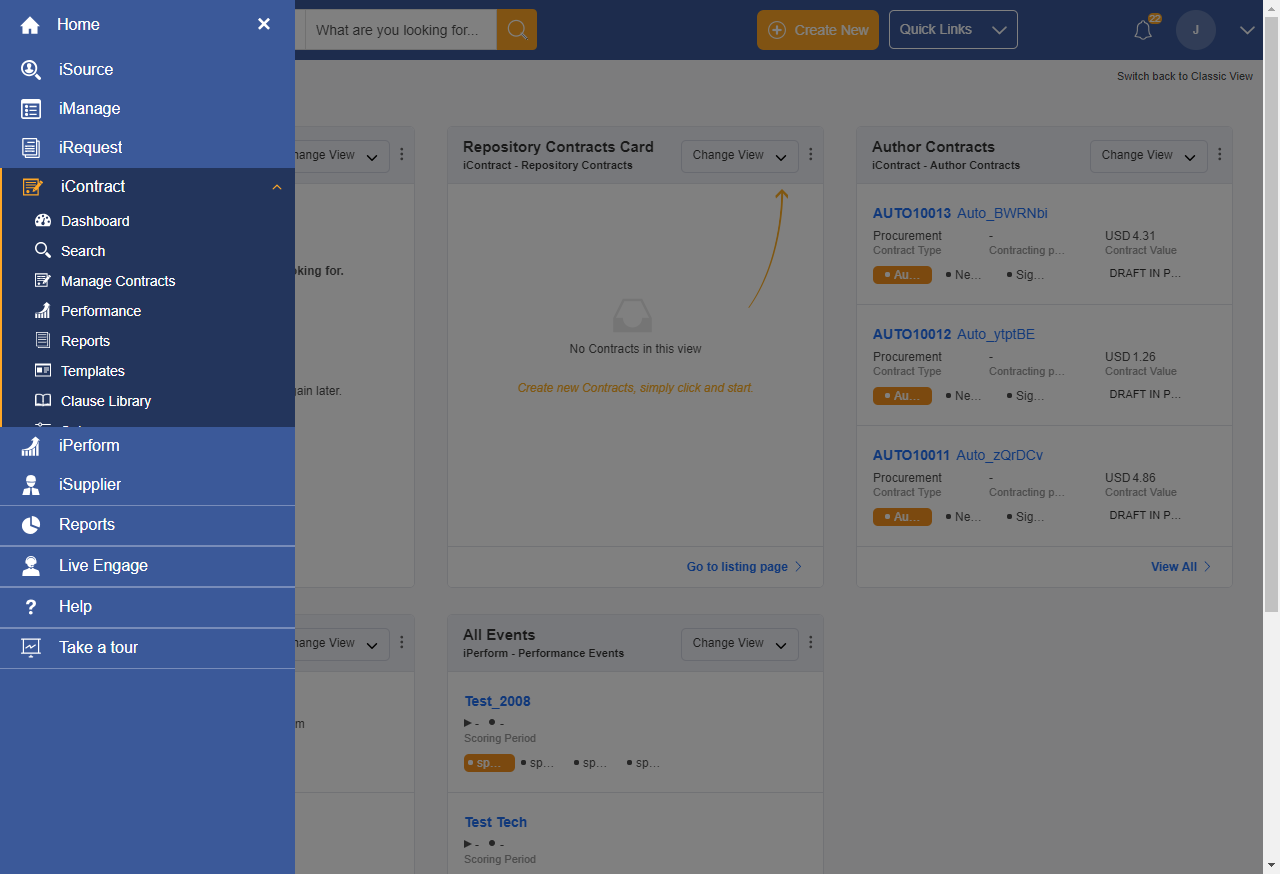 Home
iSource
iManage
iRequest
iContract
Dashboard
Search
Manage Contracts
Performance
Reports
Templates
Clause Library
iPerform
iSupplier
Reports
Live Engage
Help
Take a tour
What are you looking for...
Create New
Quick Links
22
J
Switch back to Classic View
hange View
king for.
gain later.
Repository Contracts Card
iContract - Repository Contracts
Change View
No Contracts in this view
Create new Contracts, simply click and start.
Go to listing page
Author Contracts
iContract - Author Contracts
Change View
AUTO10013 Auto_BWRNbi
Procurement - USD 4.31
Contract Type Contracting p... Contract Value
Au... Ne... Sig... DRAFT IN P...
AUTO10012 Auto_ytptBE
Procurement - USD 1.26
Contract Type Contracting p... Contract Value
Au... Ne... Sig... DRAFT IN P...
AUTO10011 Auto_zQrDCv
Procurement - USD 4.86
Contract Type Contracting p... Contract Value
Au... Ne... Sig... DRAFT IN P...
View All
hange View
m
All Events
iPerform - Performance Events
Change View
Test_2008
- -
Scoring Period
sp... sp... sp... sp...
Test Tech
- -
Scoring Period